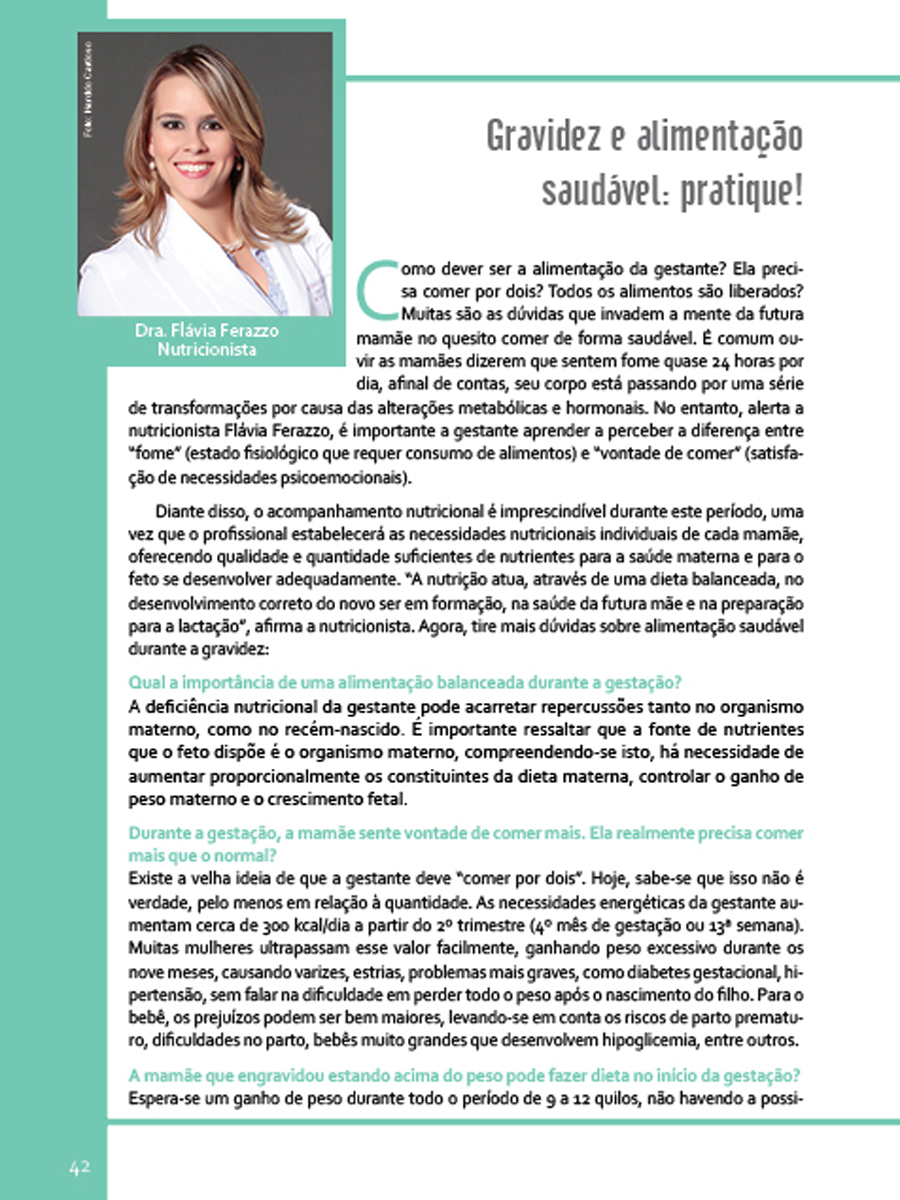 Foto: Haroldo Cardoso
Dra. Flávia Ferazzo
Nutricionista
Gravidez e alimentação
saudável: pratique!
Como dever ser a alimentação da gestante? Ela preci-
sa comer por dois? Todos os alimentos são liberados?
Muitas são as dúvidas que invadem a mente da futura
mamãe no quesito comer de forma saudável. É comum ou-
vir as mamães dizerem que sentem fome quase 24 horas por
dia, afinal de contas, seu corpo está passando por uma série
de transformações por causa das alterações metabólicas e hormonais. No entanto, alerta a
nutricionista Flávia Ferazzo, é importante a gestante aprender a perceber a diferença entre
“fome” (estado fisiológico que requer consumo de alimentos) e “vontade de comer” (satisfa-
ção de necessidades psicoemocionais).
Diante disso, o acompanhamento nutricional é imprescindível durante este período, uma
vez que o profissional estabelecerá as necessidades nutricionais individuais de cada mamãe,
oferecendo qualidade e quantidade suficientes de nutrientes para a saúde materna e para o
feto se desenvolver adequadamente. “A nutrição atua, através de uma dieta balanceada, no
desenvolvimento correto do novo ser em formação, na saúde da futura mãe e na preparação
para a lactação”, afirma a nutricionista. Agora, tire mais dúvidas sobre alimentação saudável
durante a gravidez:
Qual a importância de uma alimentação balanceada durante a gestação?
A deficiência nutricional da gestante pode acarretar repercussões tanto no organismo
materno, como no recém-nascido. É importante ressaltar que a fonte de nutrientes
que o feto dispõe é o organismo materno, compreendendo-se isto, há necessidade de
aumentar proporcionalmente os constituintes da dieta materna, controlar o ganho de
peso materno e o crescimento fetal.
Durante a gestação, a mamãe sente vontade de comer mais. Ela realmente precisa comer
mais que o normal?
Existe a velha ideia de que a gestante deve “comer por dois”. Hoje, sabe-se que isso não é
verdade, pelo menos em relação à quantidade. As necessidades energéticas da gestante au-
mentam cerca de 300 kcal/dia a partir do 2º trimestre (4º mês de gestação ou 13ª semana).
Muitas mulheres ultrapassam esse valor facilmente, ganhando peso excessivo durante os
nove meses, causando varizes, estrias, problemas mais graves, como diabetes gestacional, hi-
pertensão, sem falar na dificuldade em perder todo o peso após o nascimento do filho. Para o
bebê, os prejuízos podem ser bem maiores, levando-se em conta os riscos de parto prematu-
ro, dificuldades no parto, bebês muito grandes que desenvolvem hipoglicemia, entre outros.
A mamãe que engravidou estando acima do peso pode fazer dieta no início da gestação?
Espera-se um ganho de peso durante todo o período de 9 a 12 quilos, não havendo a possi-
42